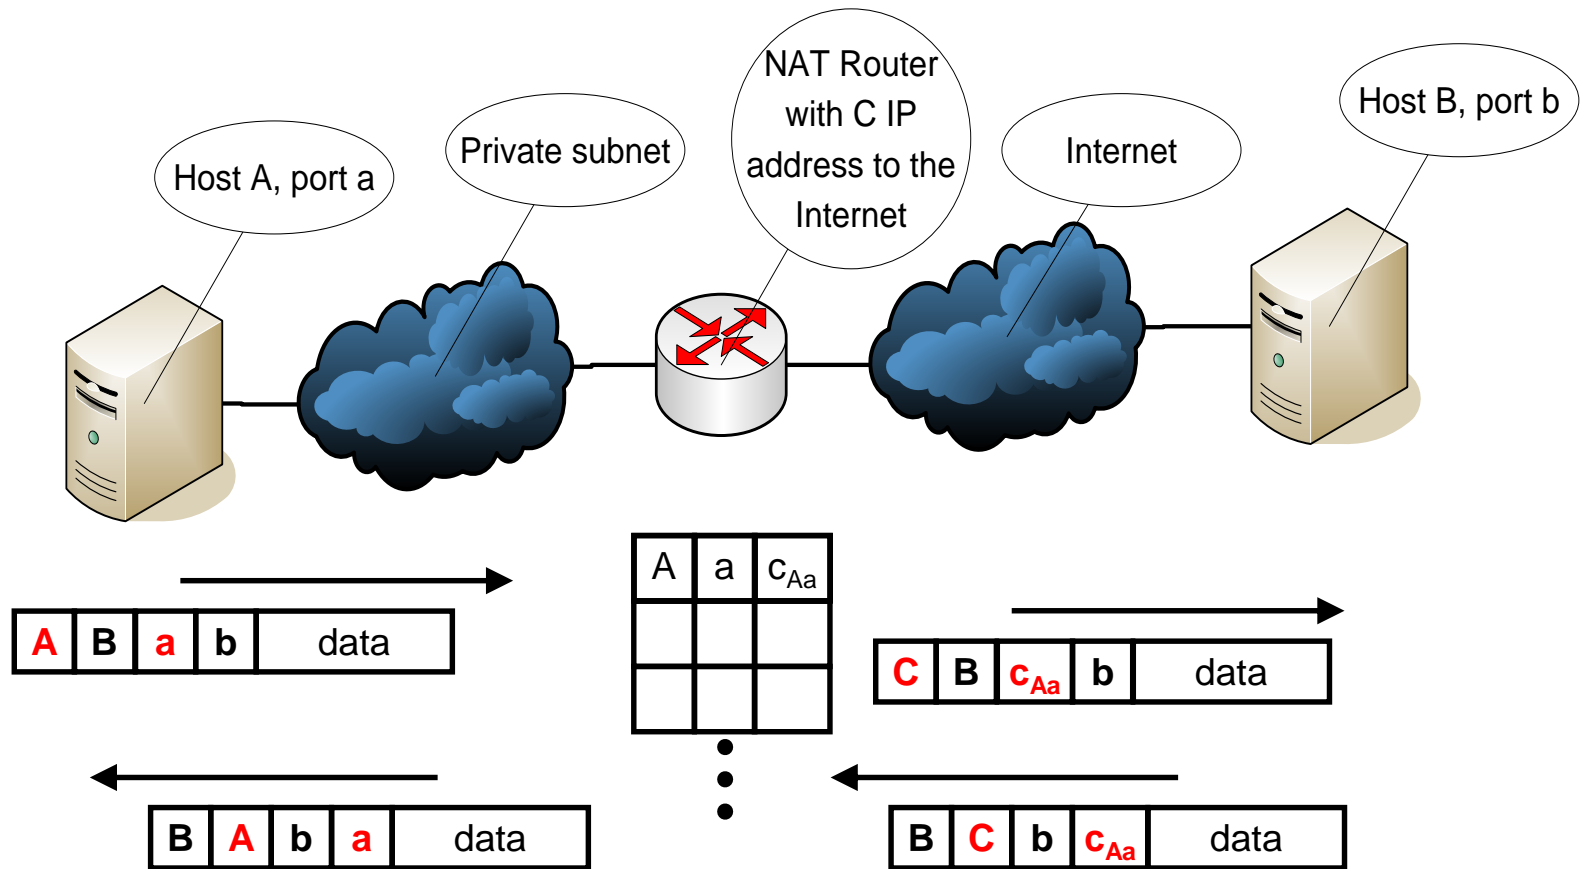 Host A, port a
Private subnet
NAT Router
with C IP
address to the
Internet
Internet
Host B, port b
A a cAa
A B a b data
C B cAa b data
B A b a data
B C b cAa data